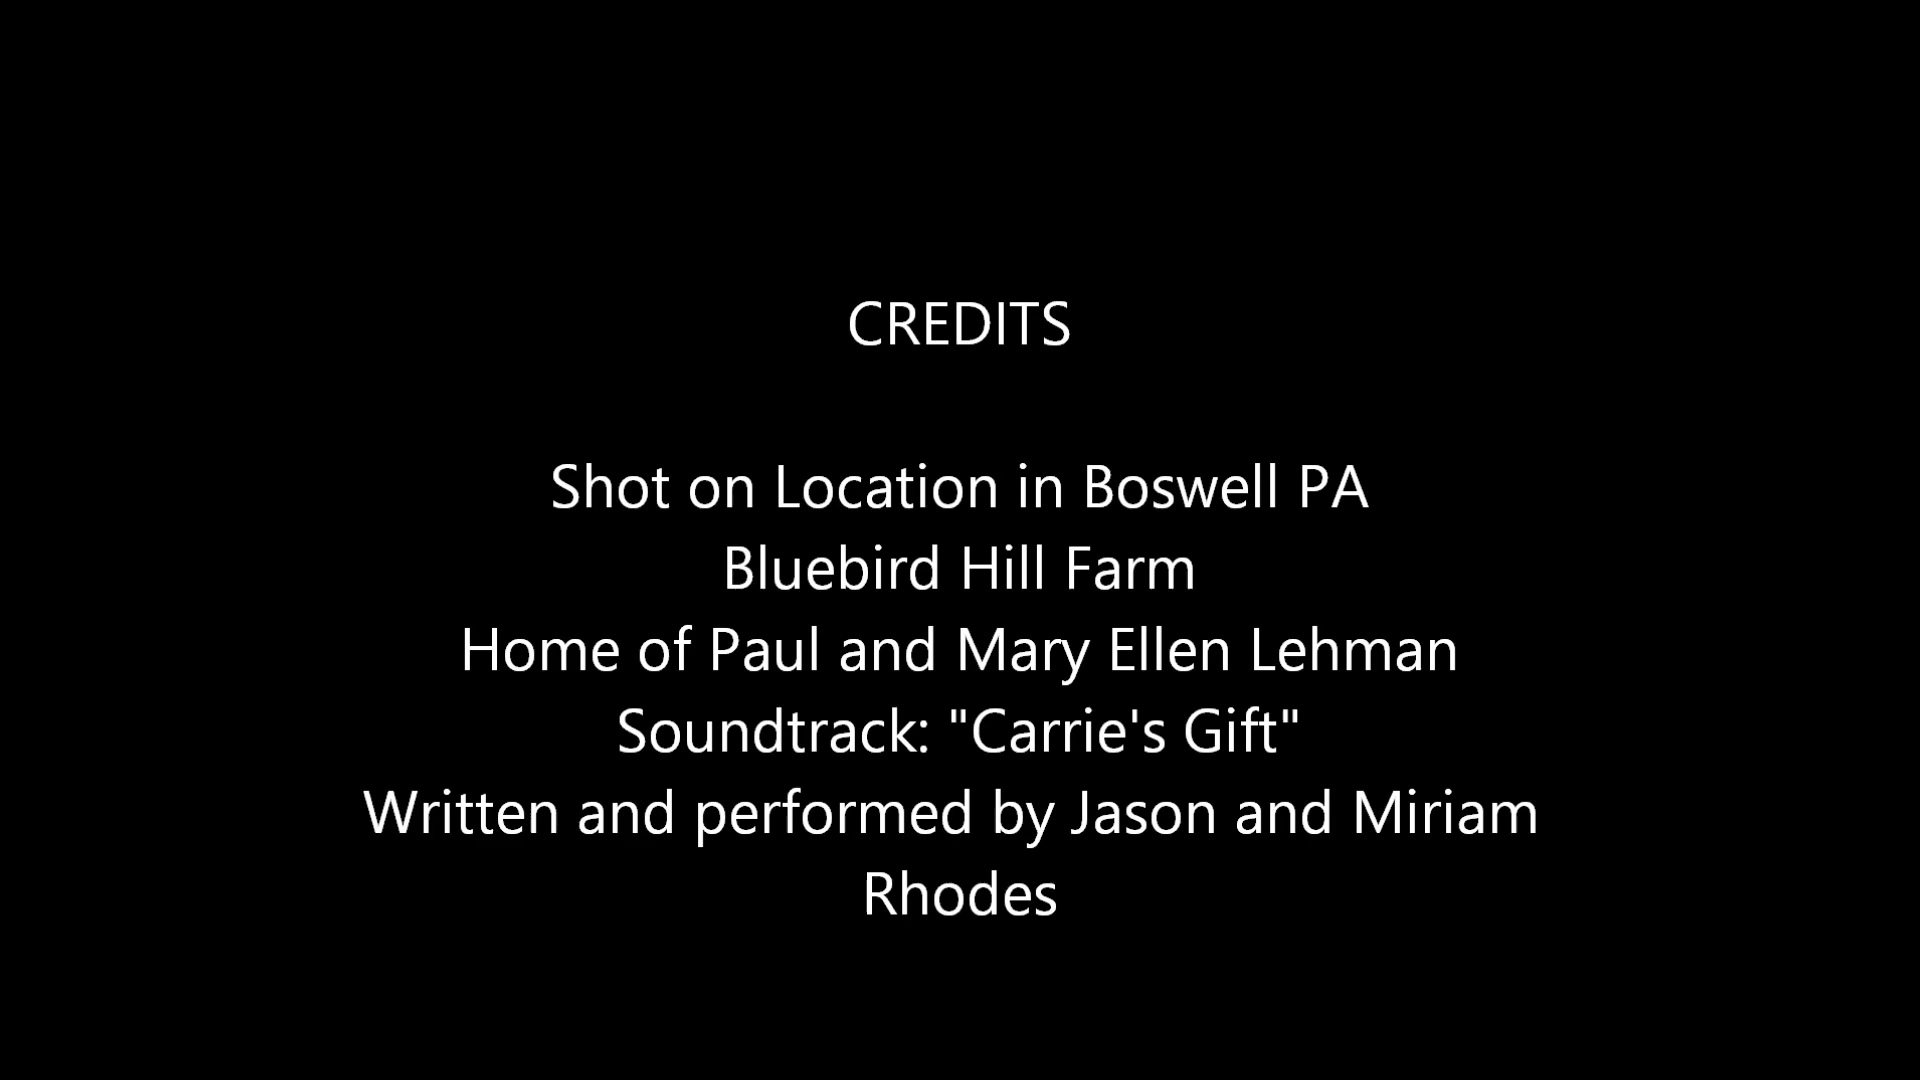 CREDITS
Shot on Location in Boswell PA
Bluebird Hill Farm
Home of Paul and Mary Ellen Lehman
Soundtrack: "Carrie's Gift"
Written and performed by Jason and Miriam
Rhodes